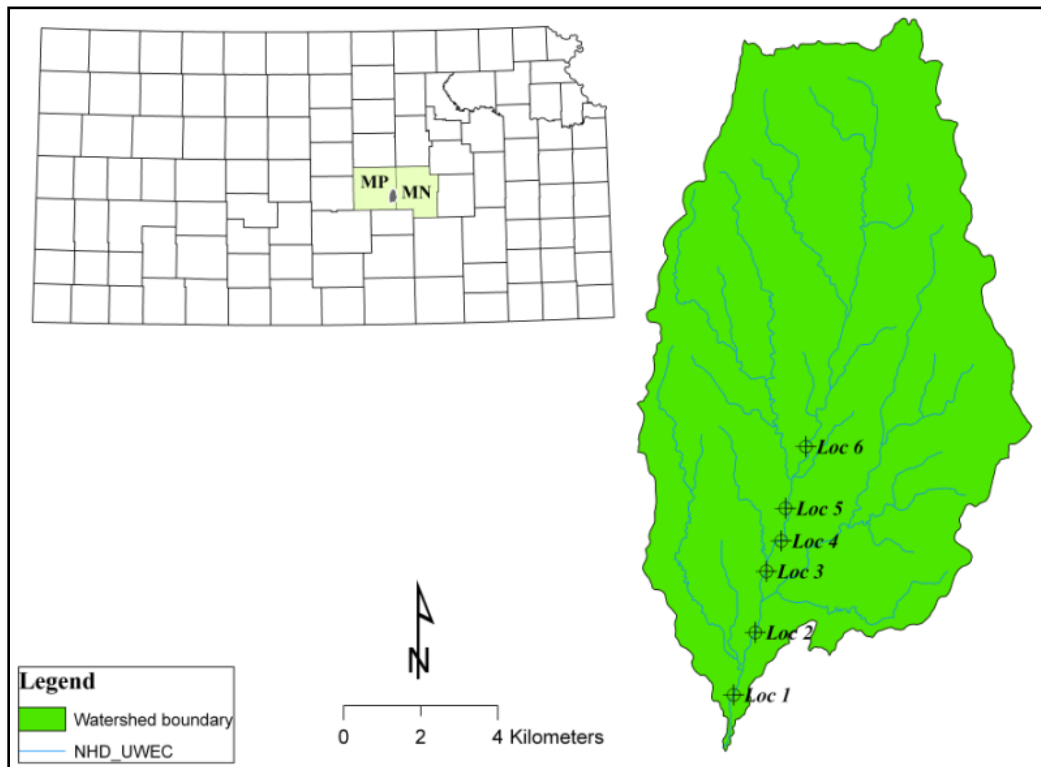 MP
MN
Loc 6
Loc 5
Loc 4
Loc 3
Loc 2
Loc 1
N
Legend
Watershed boundary
NHD_UWEC
0 2 4 Kilometers